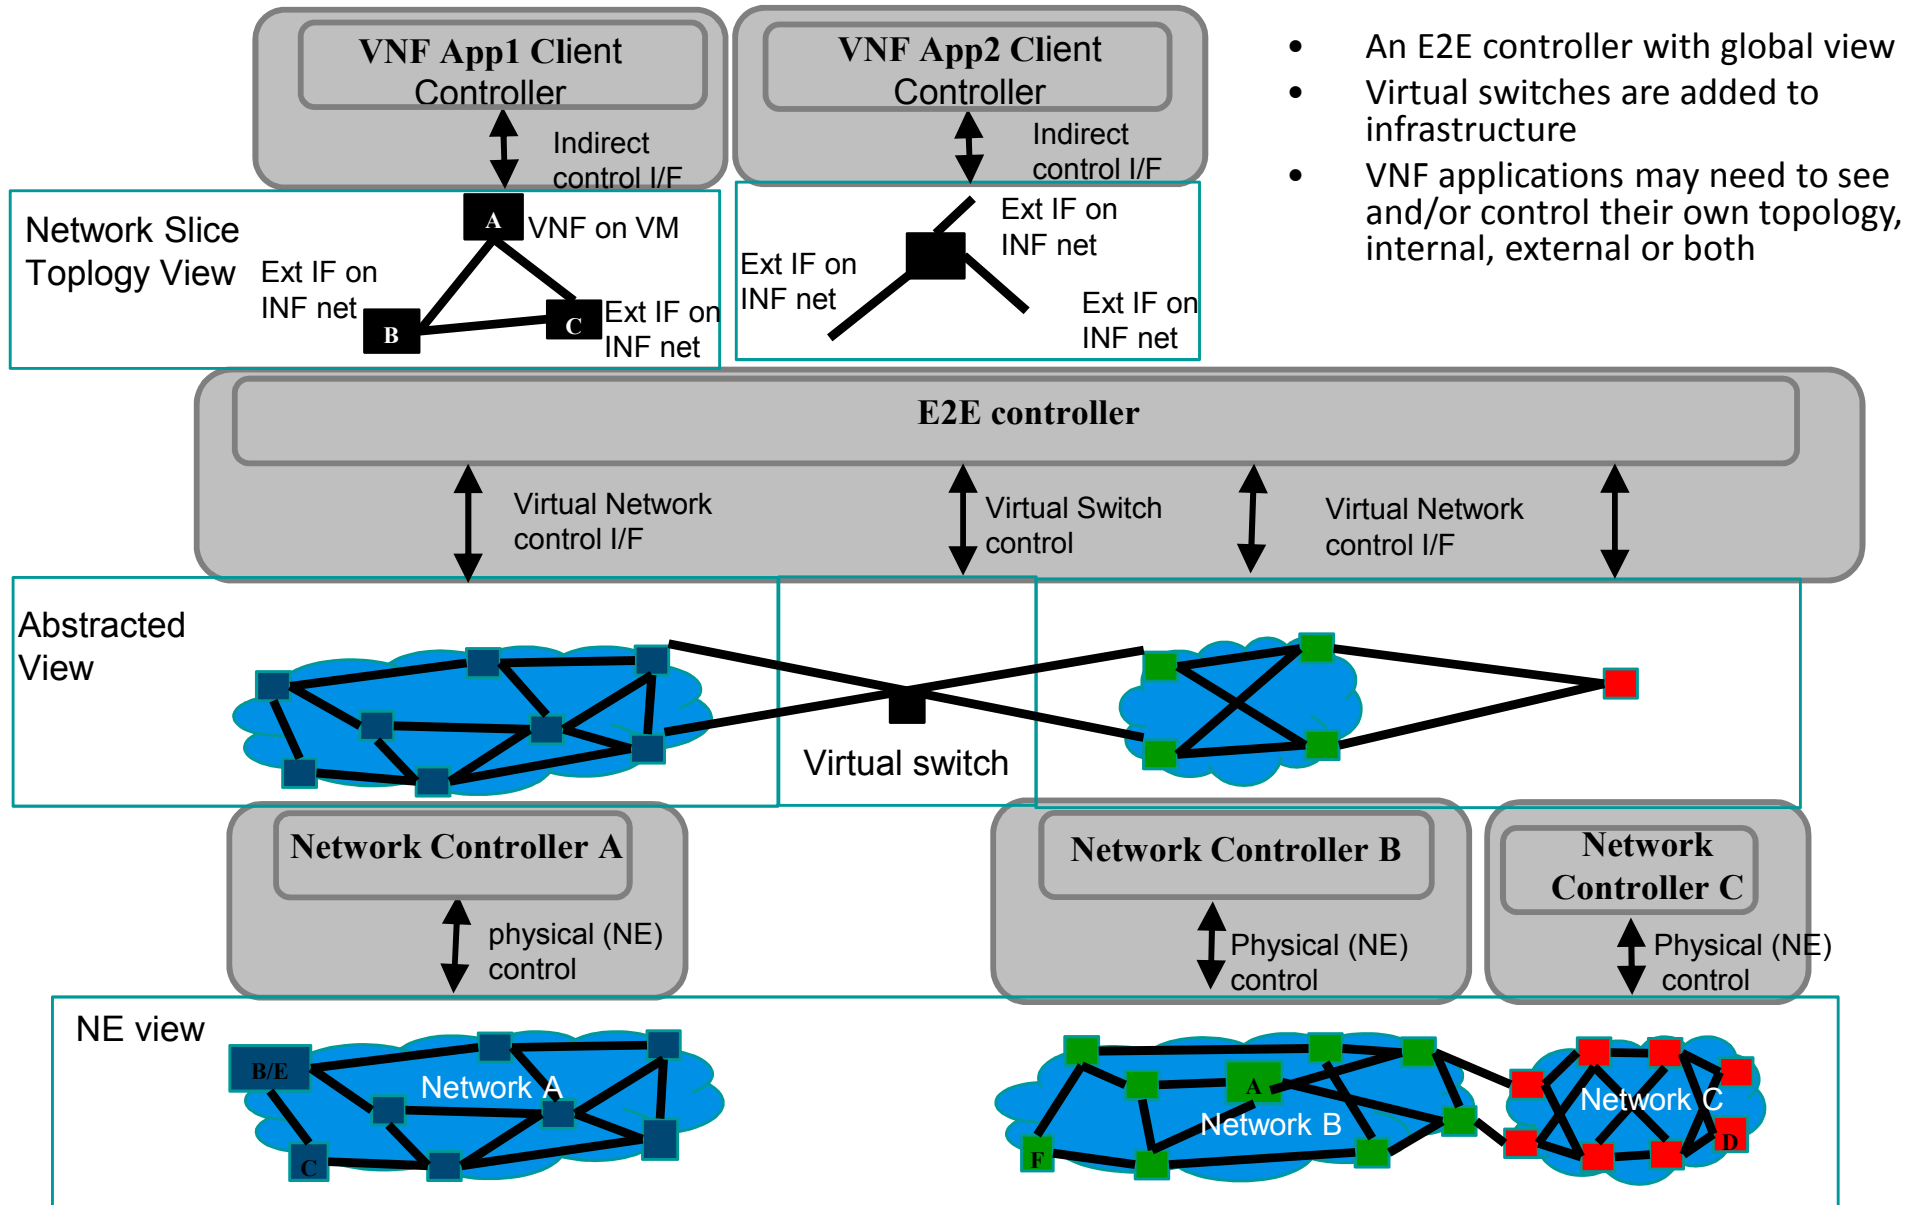 VNF App1 Client
Controller
Indirect
control I/F
VNF App2 Client
Controller
Indirect
control I/F
• An E2E controller with global view
• Virtual switches are added to
infrastructure
• VNF applications may need to see
and/or control their own topology,
internal, external or both
Network Slice
Toplogy View
A
VNF on VM
Ext IF on
INF net
B
C
Ext IF on
INF net
Ext IF on
INF net
Ext IF on
INF net
Ext IF on
INF net
E2E controller
Virtual Network
control I/F
Virtual Switch
control
Virtual Network
control I/F
Abstracted
View
Virtual switch
Network Controller A
physical (NE)
control
Network Controller B
Physical (NE)
control
Network
Controller C
Physical (NE)
control
NE view
B/E
Network A
C
A
Network B
F
Network C
D